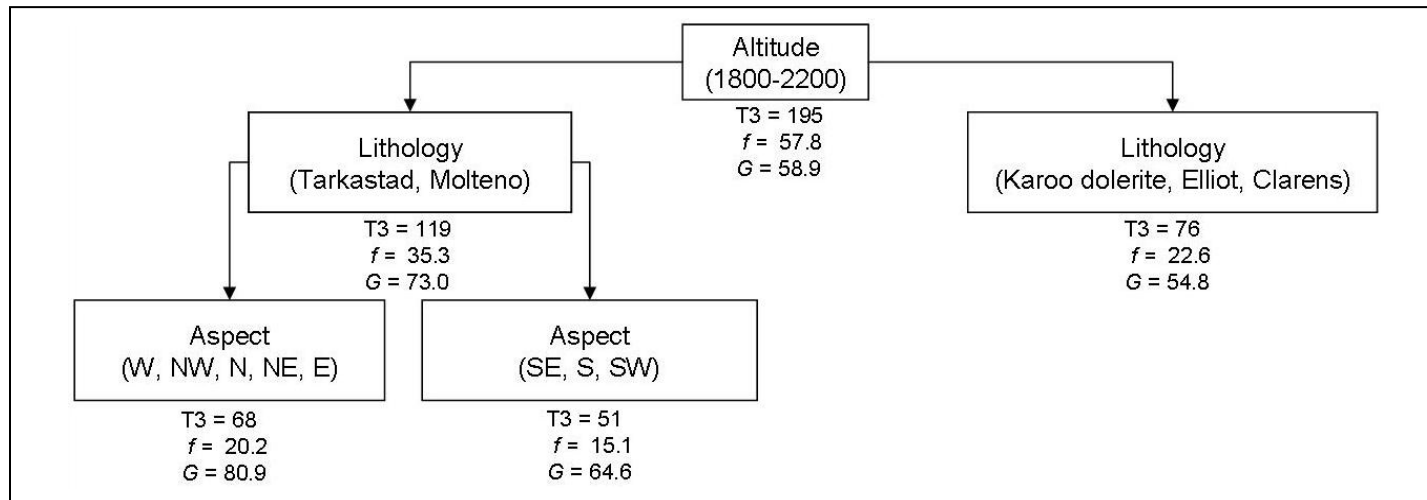 Altitude
(1800-2200)
T3 = 195
f = 57.8
G = 58.9
Lithology
(Tarkastad, Molteno)
T3 = 119
f = 35.3
G = 73.0
Lithology
(Karoo dolerite, Elliot, Clarens)
T3 = 76
f = 22.6
G = 54.8
Aspect
(W, NW, N, NE, E)
T3 = 68
f = 20.2
G = 80.9
Aspect
(SE, S, SW)
T3 = 51
f = 15.1
G = 64.6